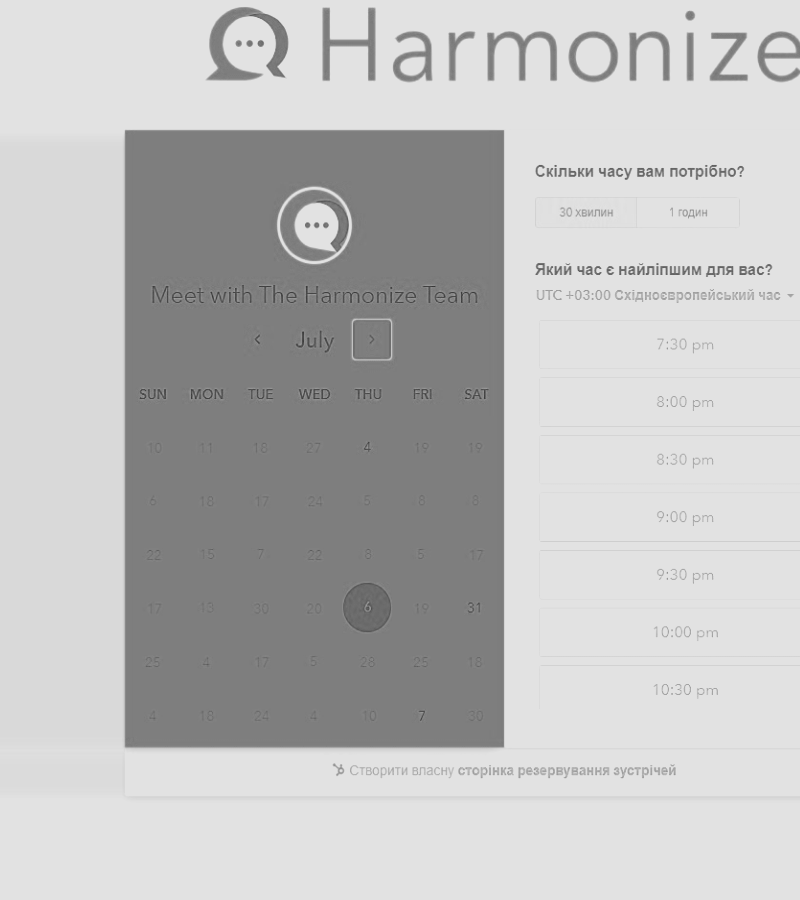 Harmonize
Meet with The Harmonize Team
July
SUN MON TUE WED THU FRI SAT
10 11 18 27 4 19 19
6 18 17 24 5 8 8
22 15 7 22 8 5 17
17 13 30 20 6 19 31
25 4 17 5 28 25 18
4 18 24 4 10 7 30
Скільки часу вам потрібно?
30 хвилин 1 годин
Який час є найліпшим для вас?
UTC +03:00 Східноєвропейський час
7:30 pm
8:00 pm
8:30 pm
9:00 pm
9:30 pm
10:00 pm
10:30 pm
Створити власну сторінка резервування зустрічей